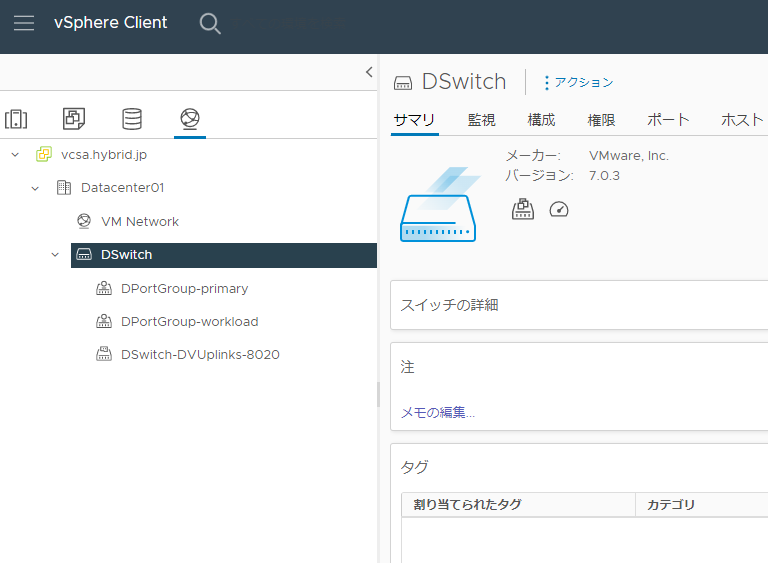 vSphere Client
vcsa.hybrid.jp
Datacenter01
VM Network
DSwitch
DPortGroup-primary
DPortGroup-workload
DSwitch-DVUplinks-8020
DSwitch
アクション
サマリ 監視 構成 権限 ポート ホスト
メーカー: VMware, Inc.
バージョン: 7.0.3
スイッチの詳細
注
メモの編集...
タグ
割り当てられたタグ カテゴリ